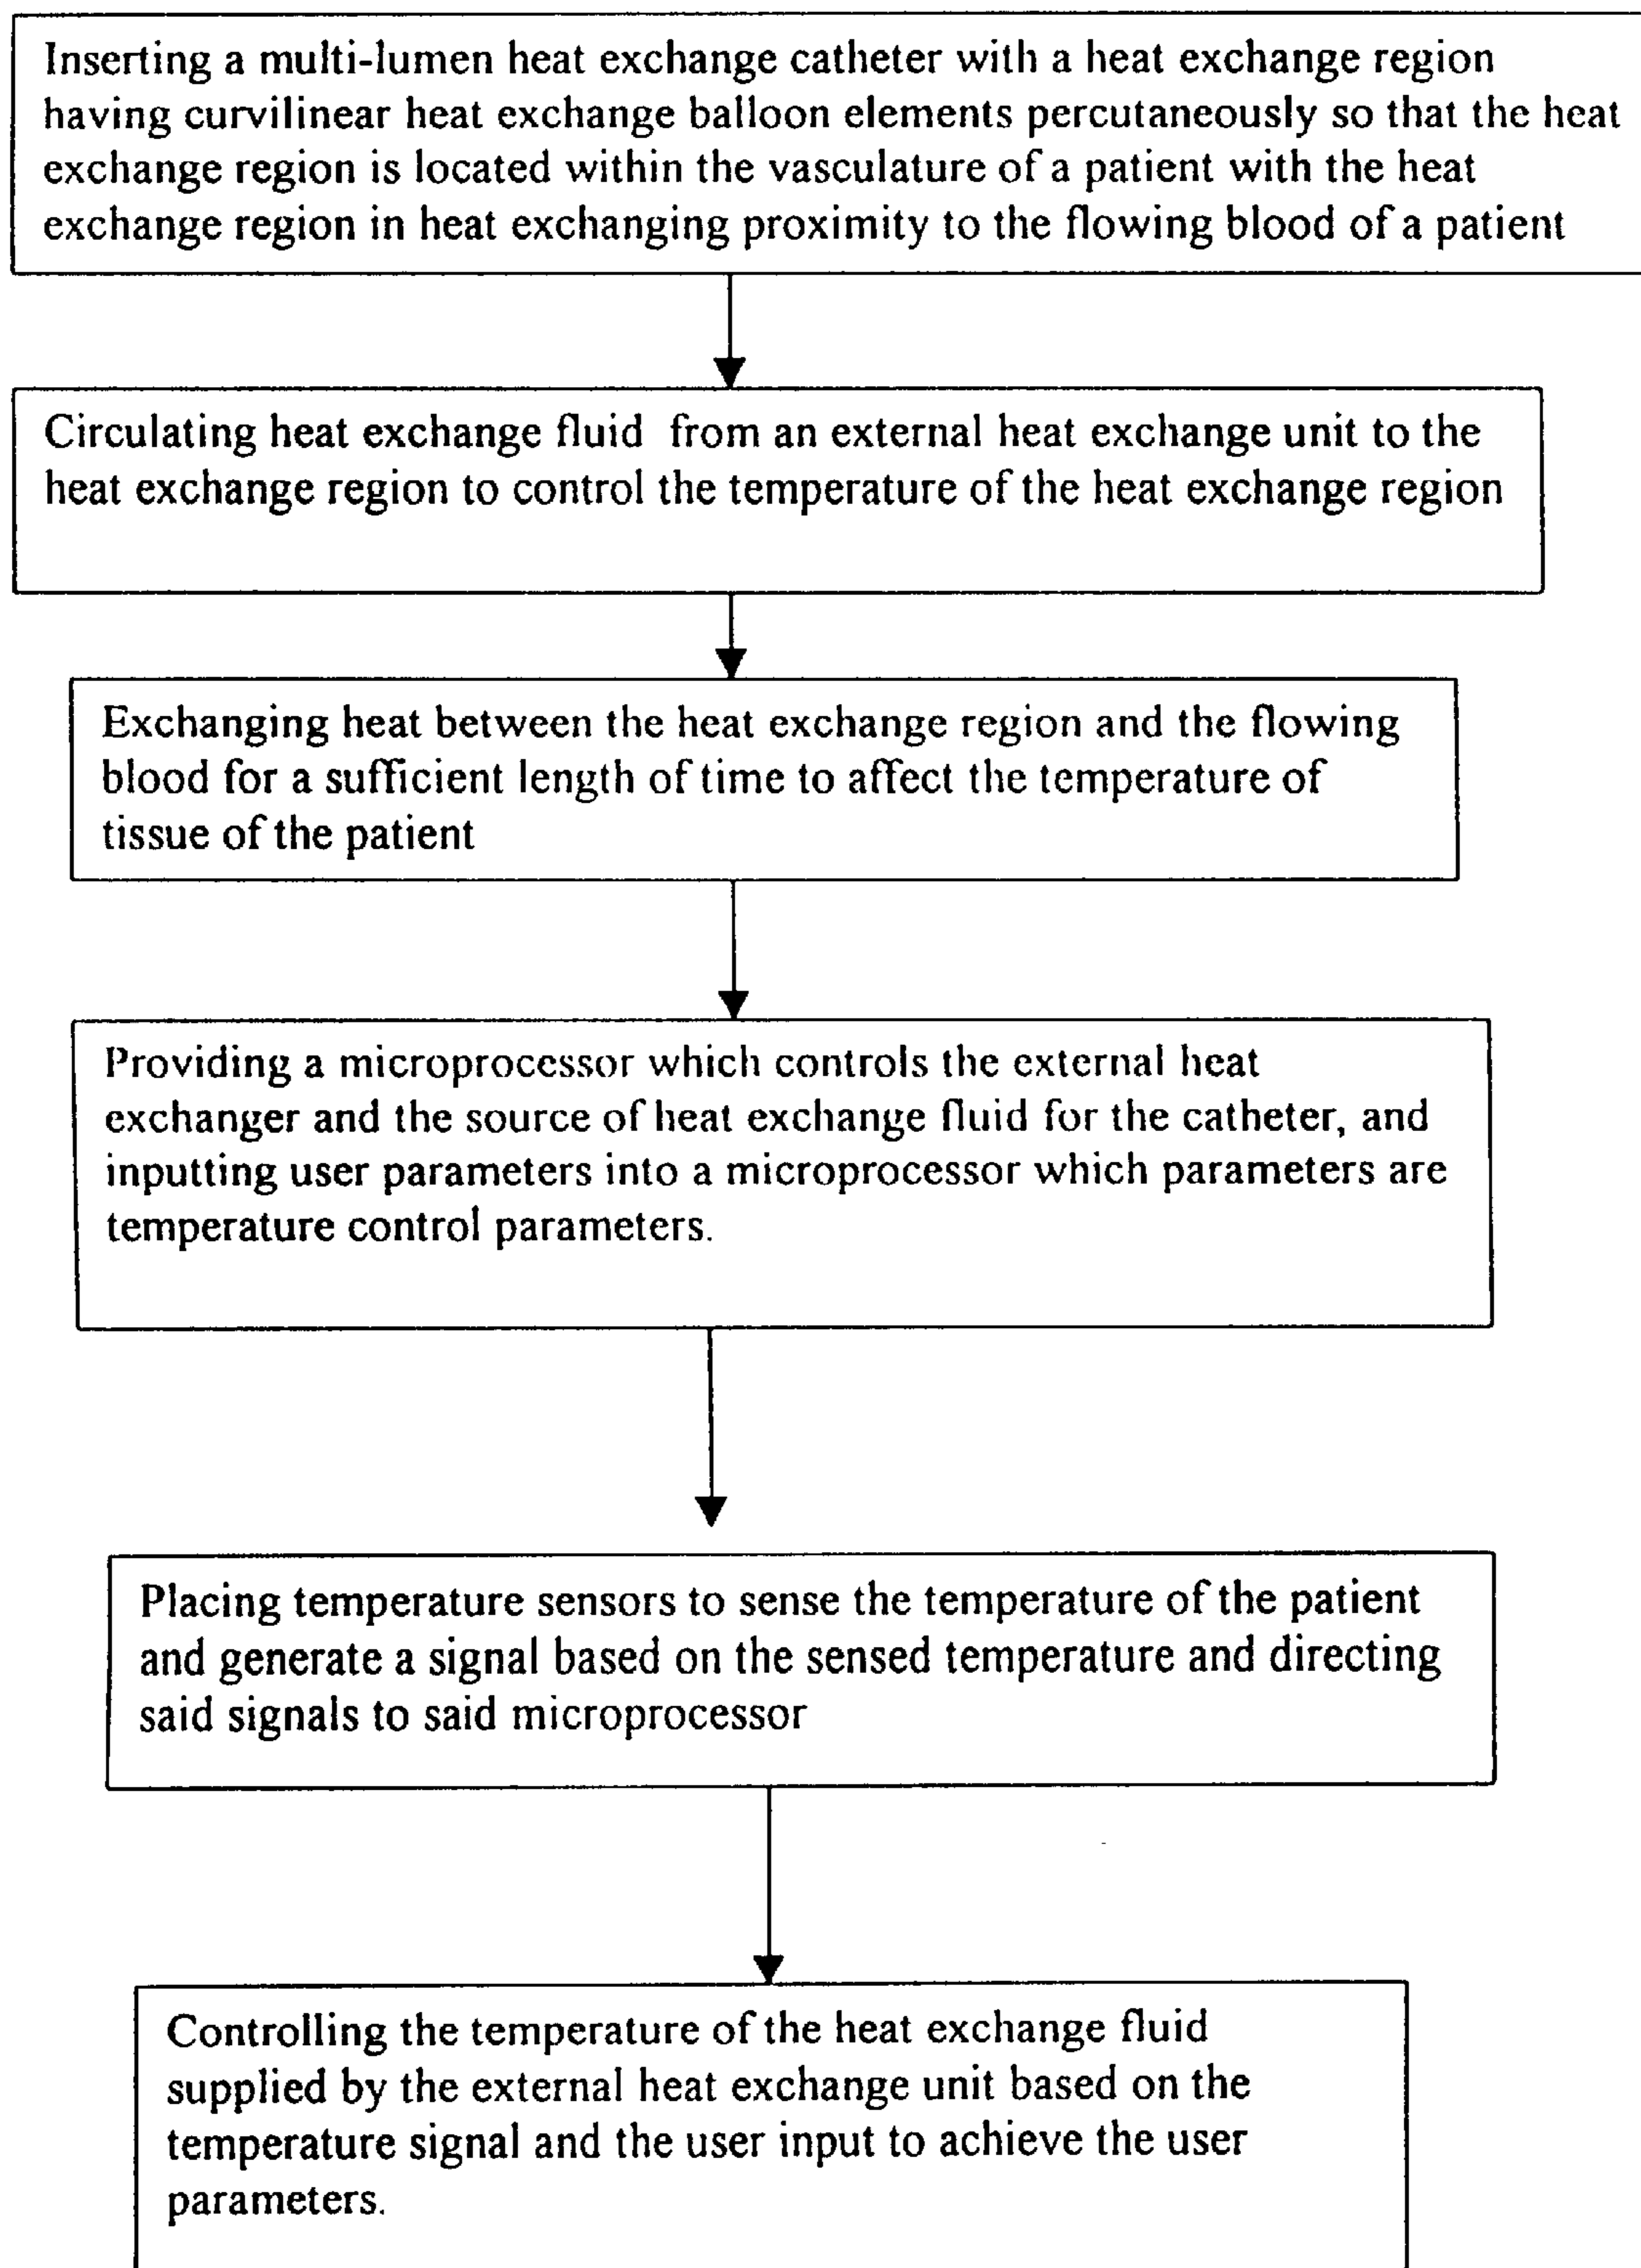 Inserting a multi-lumen heat exchange catheter with a heat exchange region
having curvilinear heat exchange balloon elements percutaneously so that the heat
exchange region is located within the vasculature of a patient with the heat
exchange region in heat exchanging proximity to the flowing blood of a patient
Circulating heat exchange fluid from an external heat exchange unit to the
heat exchange region to control the temperature of the heat exchange region
Exchanging heat between the heat exchange region and the flowing
blood for a sufficient length of time to affect the temperature of
tissue of the patient
Providing a microprocessor which controls the external heat
exchanger and the source of heat exchange fluid for the catheter, and
inputting user parameters into a microprocessor which parameters are
temperature control parameters.
Placing temperature sensors to sense the temperature of the patient
and generate a signal based on the sensed temperature and directing
said signals to said microprocessor
Controlling the temperature of the heat exchange fluid
supplied by the external heat exchange unit based on the
temperature signal and the user input to achieve the user
parameters.